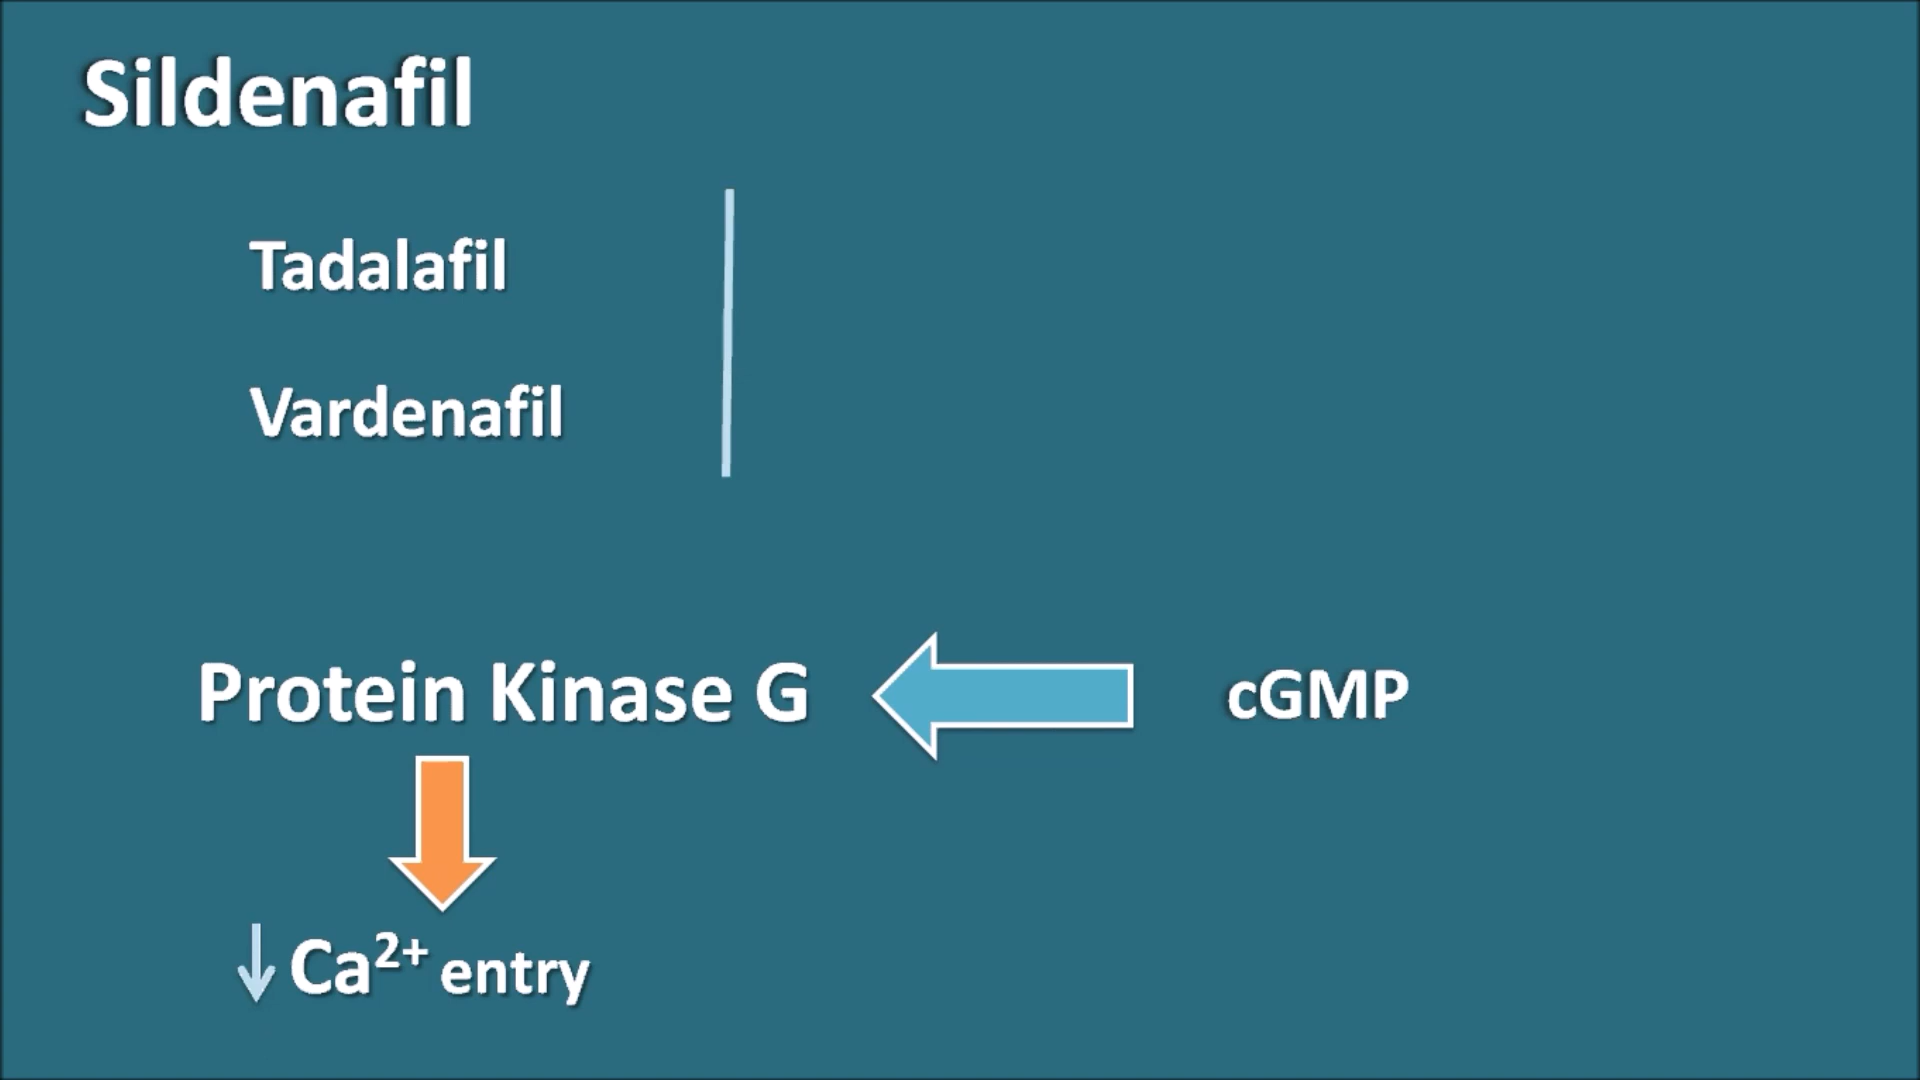 Sildenafil
Tadalafil
Vardenafil
Protein Kinase G
cGMP
↓ Ca²⁺ entry